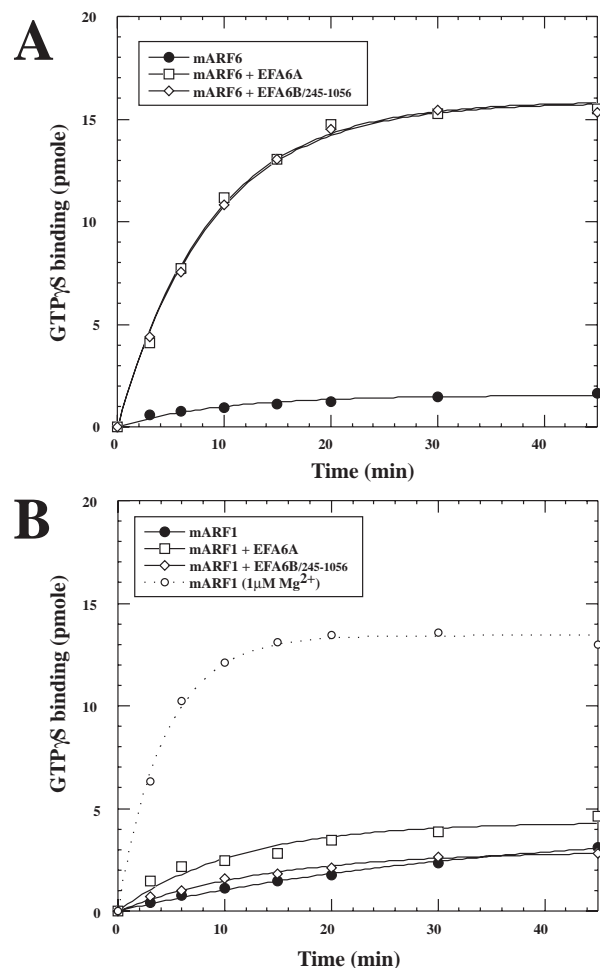 A
20
mARF6
mARF6 + EFA6A
mARF6 + EFA6B/245-1056
15
10
5
0
GTPγS binding (pmole)
0 10 20 30 40
Time (min)
B
20
mARF1
mARF1 + EFA6A
mARF1 + EFA6B/245-1056
mARF1 (1μM Mg²⁺)
15
10
5
0
GTPγS binding (pmole)
0 10 20 30 40
Time (min)